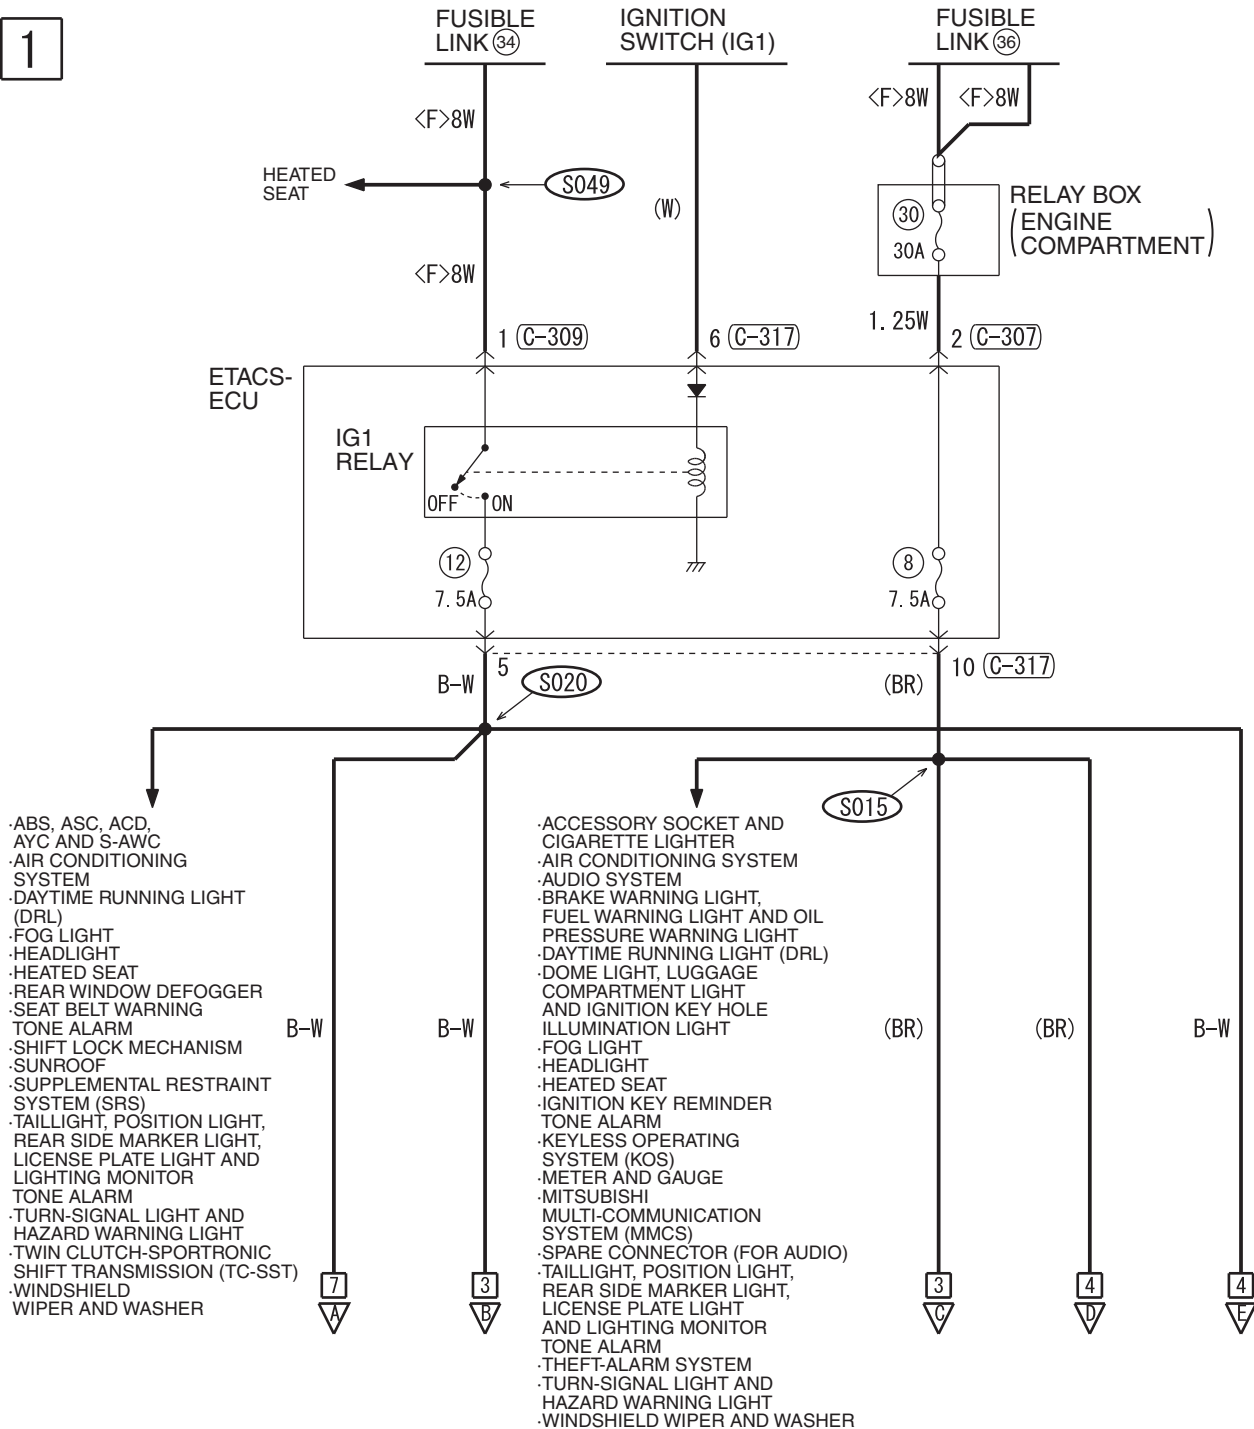 1
FUSIBLE
LINK 34
IGNITION
SWITCH (IG1)
FUSIBLE
LINK 36
<F>8W
<F>8W
<F>8W
HEATED
SEAT
S049
(W)
30
30A
RELAY BOX
(ENGINE
COMPARTMENT)
<F>8W
1. 25W
1 C-309
6 C-317
2 C-307
ETACS-
ECU
IG1
RELAY
OFF
ON
12
7. 5A
8
7. 5A
5
10 C-317
B-W
S020
(BR)
S015
·ABS, ASC, ACD,
AYC AND S-AWC
·AIR CONDITIONING
SYSTEM
·DAYTIME RUNNING LIGHT
(DRL)
·FOG LIGHT
·HEADLIGHT
·HEATED SEAT
·REAR WINDOW DEFOGGER
·SEAT BELT WARNING
TONE ALARM
·SHIFT LOCK MECHANISM
·SUNROOF
·SUPPLEMENTAL RESTRAINT
SYSTEM (SRS)
·TAILLIGHT, POSITION LIGHT,
REAR SIDE MARKER LIGHT,
LICENSE PLATE LIGHT AND
LIGHTING MONITOR
TONE ALARM
·TURN-SIGNAL LIGHT AND
HAZARD WARNING LIGHT
·TWIN CLUTCH-SPORTRONIC
SHIFT TRANSMISSION (TC-SST)
·WINDSHIELD
WIPER AND WASHER
B-W
B-W
·ACCESSORY SOCKET AND
CIGARETTE LIGHTER
·AIR CONDITIONING SYSTEM
·AUDIO SYSTEM
·BRAKE WARNING LIGHT,
FUEL WARNING LIGHT AND OIL
PRESSURE WARNING LIGHT
·DAYTIME RUNNING LIGHT (DRL)
·DOME LIGHT, LUGGAGE
COMPARTMENT LIGHT
AND IGNITION KEY HOLE
ILLUMINATION LIGHT
·FOG LIGHT
·HEADLIGHT
·HEATED SEAT
·IGNITION KEY REMINDER
TONE ALARM
·KEYLESS OPERATING
SYSTEM (KOS)
·METER AND GAUGE
·MITSUBISHI
MULTI-COMMUNICATION
SYSTEM (MMCS)
·SPARE CONNECTOR (FOR AUDIO)
·TAILLIGHT, POSITION LIGHT,
REAR SIDE MARKER LIGHT,
LICENSE PLATE LIGHT
AND LIGHTING MONITOR
TONE ALARM
·THEFT-ALARM SYSTEM
·TURN-SIGNAL LIGHT AND
HAZARD WARNING LIGHT
·WINDSHIELD WIPER AND WASHER
(BR)
(BR)
B-W
7
A
3
B
3
C
4
D
4
E